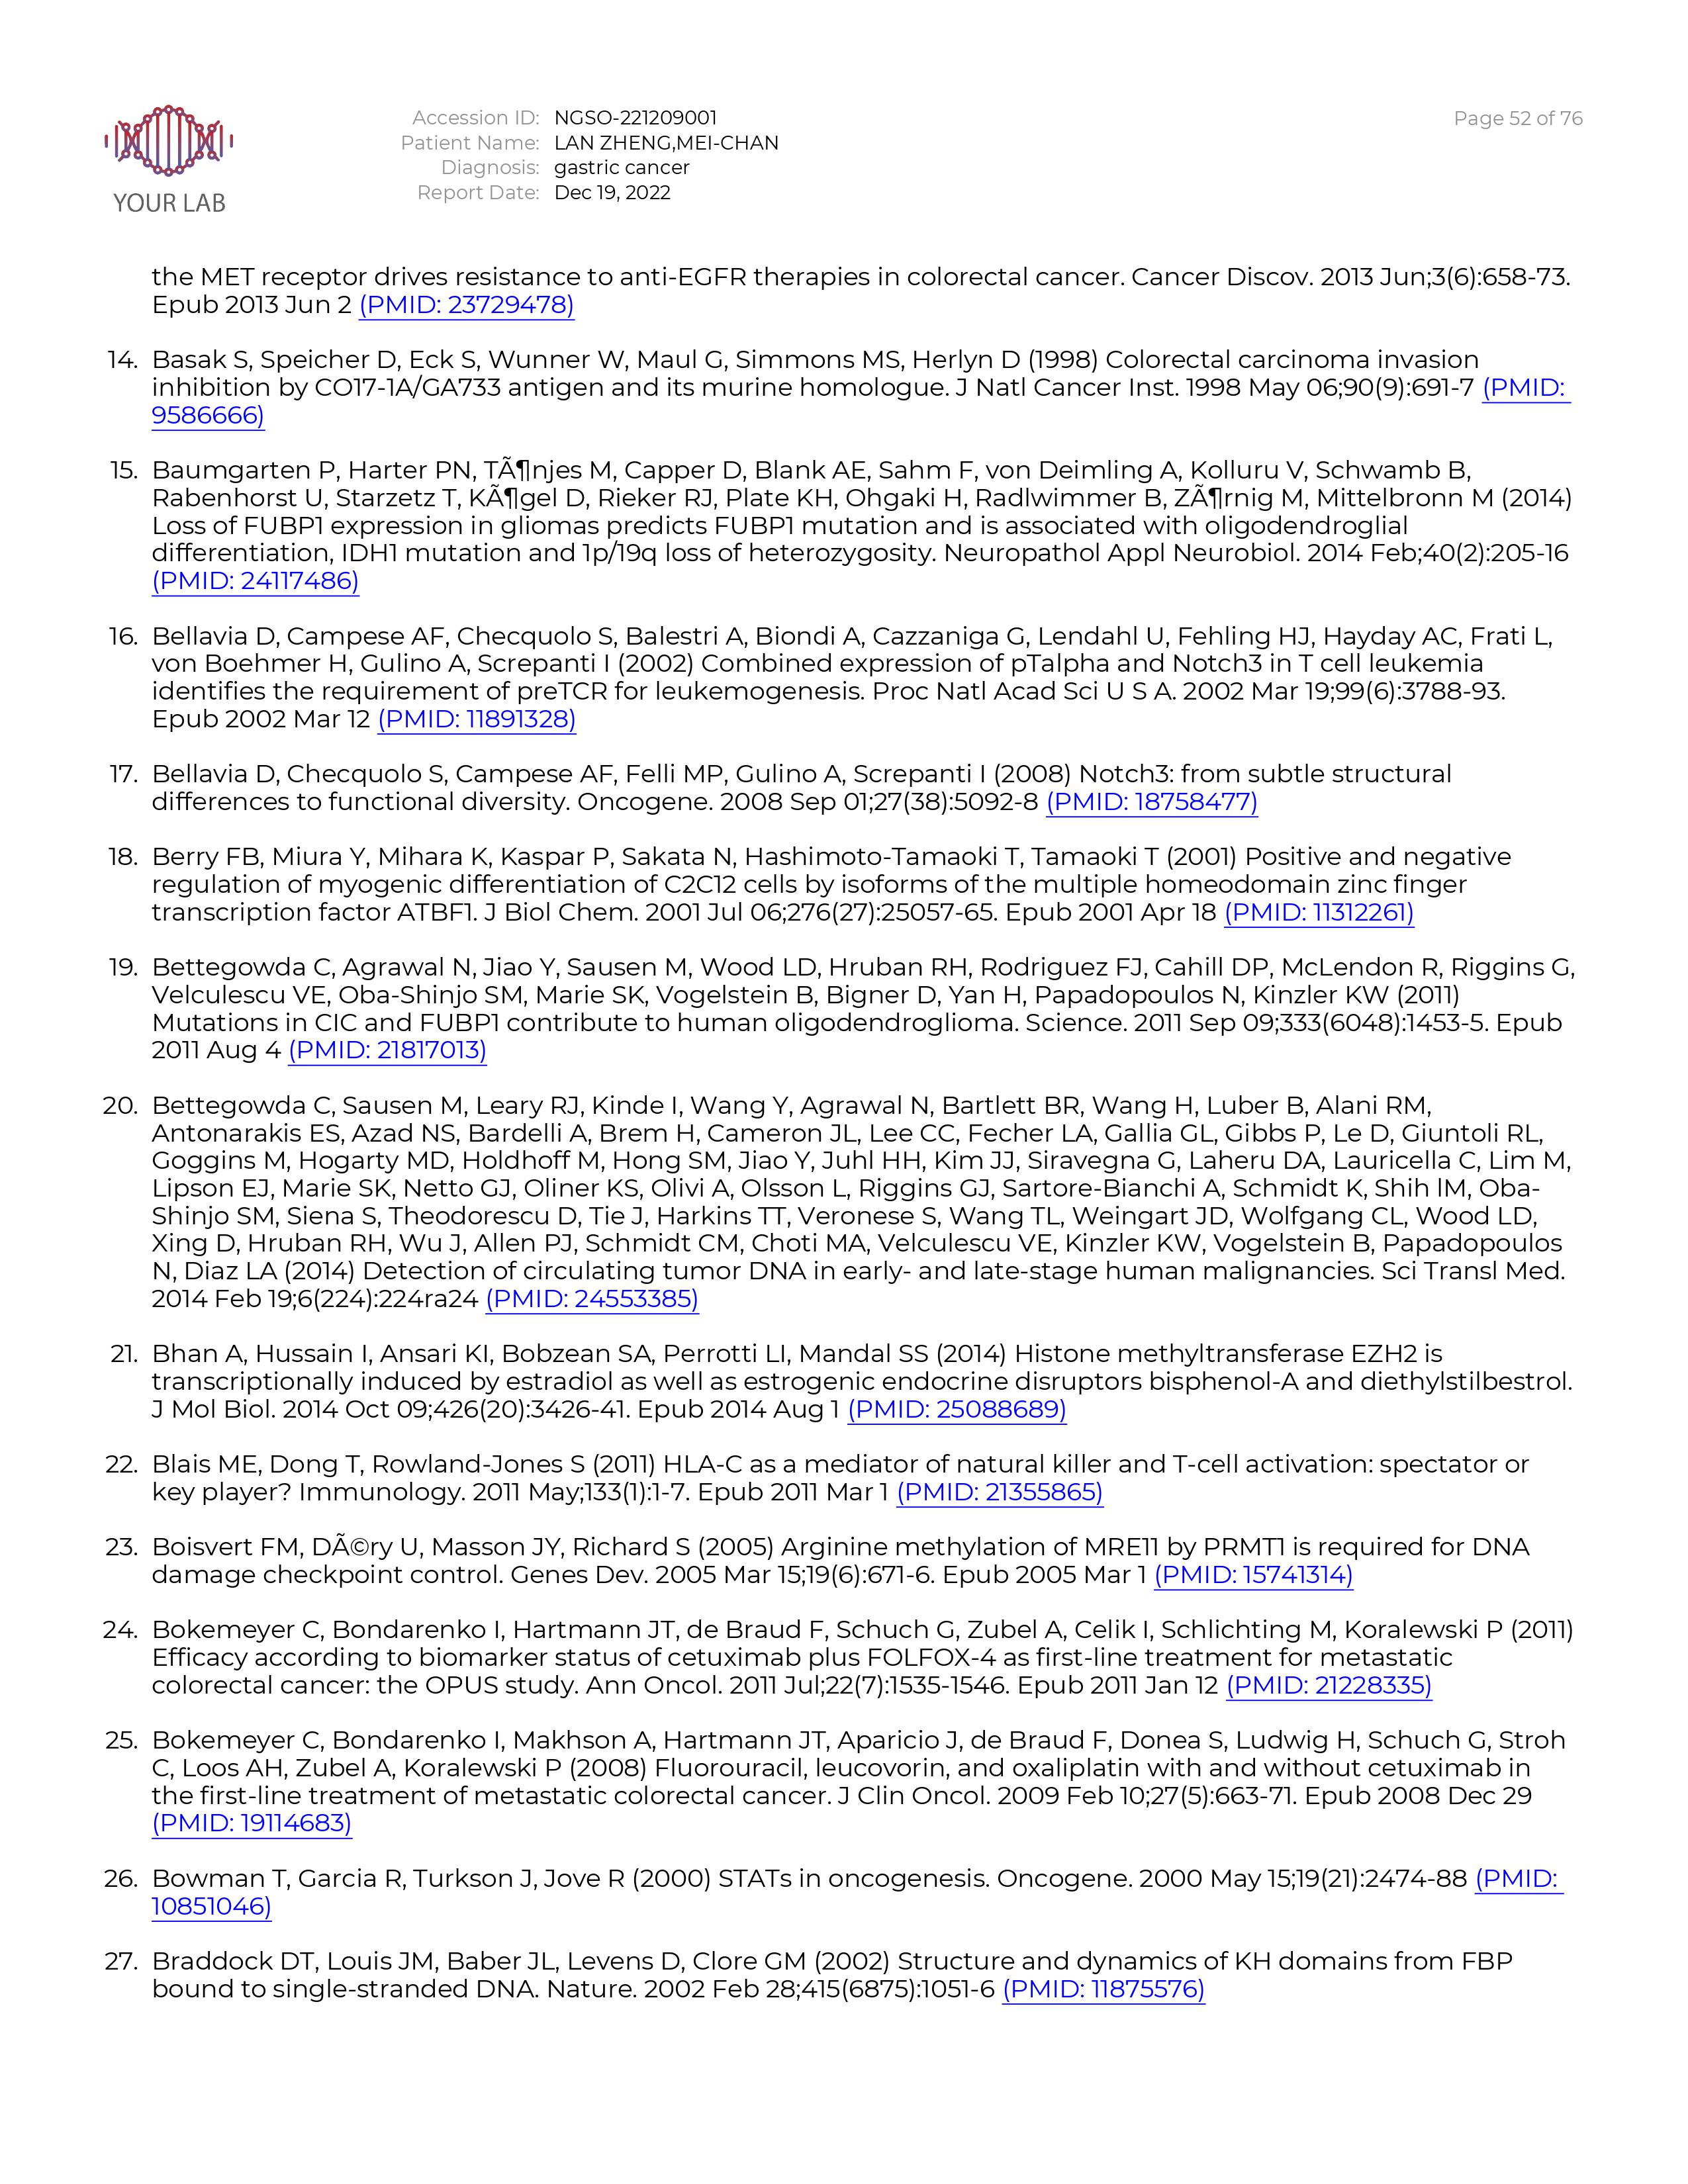 YOUR LAB
Accession ID: NGSO-221209001
Patient Name: LAN ZHENG,MEI-CHAN
Diagnosis: gastric cancer
Report Date: Dec 19, 2022
Page 52 of 76
the MET receptor drives resistance to anti-EGFR therapies in colorectal cancer. Cancer Discov. 2013 Jun;3(6):658-73.
Epub 2013 Jun 2 (PMID: 23729478)
14. Basak S, Speicher D, Eck S, Wunner W, Maul G, Simmons MS, Herlyn D (1998) Colorectal carcinoma invasion
inhibition by CO17-1A/GA733 antigen and its murine homologue. J Natl Cancer Inst. 1998 May 06;90(9):691-7 (PMID:
9586666)
15. Baumgarten P, Harter PN, TÃ¶njes M, Capper D, Blank AE, Sahm F, von Deimling A, Kolluru V, Schwamb B,
Rabenhorst U, Starzetz T, KÃ¶gel D, Rieker RJ, Plate KH, Ohgaki H, Radlwimmer B, ZÃ¶rnig M, Mittelbronn M (2014)
Loss of FUBP1 expression in gliomas predicts FUBP1 mutation and is associated with oligodendroglial
differentiation, IDH1 mutation and 1p/19q loss of heterozygosity. Neuropathol Appl Neurobiol. 2014 Feb;40(2):205-16
(PMID: 24117486)
16. Bellavia D, Campese AF, Checquolo S, Balestri A, Biondi A, Cazzaniga G, Lendahl U, Fehling HJ, Hayday AC, Frati L,
von Boehmer H, Gulino A, Screpanti I (2002) Combined expression of pTalpha and Notch3 in T cell leukemia
identifies the requirement of preTCR for leukemogenesis. Proc Natl Acad Sci U S A. 2002 Mar 19;99(6):3788-93.
Epub 2002 Mar 12 (PMID: 11891328)
17. Bellavia D, Checquolo S, Campese AF, Felli MP, Gulino A, Screpanti I (2008) Notch3: from subtle structural
differences to functional diversity. Oncogene. 2008 Sep 01;27(38):5092-8 (PMID: 18758477)
18. Berry FB, Miura Y, Mihara K, Kaspar P, Sakata N, Hashimoto-Tamaoki T, Tamaoki T (2001) Positive and negative
regulation of myogenic differentiation of C2C12 cells by isoforms of the multiple homeodomain zinc finger
transcription factor ATBF1. J Biol Chem. 2001 Jul 06;276(27):25057-65. Epub 2001 Apr 18 (PMID: 11312261)
19. Bettegowda C, Agrawal N, Jiao Y, Sausen M, Wood LD, Hruban RH, Rodriguez FJ, Cahill DP, McLendon R, Riggins G,
Velculescu VE, Oba-Shinjo SM, Marie SK, Vogelstein B, Bigner D, Yan H, Papadopoulos N, Kinzler KW (2011)
Mutations in CIC and FUBP1 contribute to human oligodendroglioma. Science. 2011 Sep 09;333(6048):1453-5. Epub
2011 Aug 4 (PMID: 21817013)
20. Bettegowda C, Sausen M, Leary RJ, Kinde I, Wang Y, Agrawal N, Bartlett BR, Wang H, Luber B, Alani RM,
Antonarakis ES, Azad NS, Bardelli A, Brem H, Cameron JL, Lee CC, Fecher LA, Gallia GL, Gibbs P, Le D, Giuntoli RL,
Goggins M, Hogarty MD, Holdhoff M, Hong SM, Jiao Y, Juhl HH, Kim JJ, Siravegna G, Laheru DA, Lauricella C, Lim M,
Lipson EJ, Marie SK, Netto GJ, Oliner KS, Olivi A, Olsson L, Riggins GJ, Sartore-Bianchi A, Schmidt K, Shih lM, Oba-
Shinjo SM, Siena S, Theodorescu D, Tie J, Harkins TT, Veronese S, Wang TL, Weingart JD, Wolfgang CL, Wood LD,
Xing D, Hruban RH, Wu J, Allen PJ, Schmidt CM, Choti MA, Velculescu VE, Kinzler KW, Vogelstein B, Papadopoulos
N, Diaz LA (2014) Detection of circulating tumor DNA in early- and late-stage human malignancies. Sci Transl Med.
2014 Feb 19;6(224):224ra24 (PMID: 24553385)
21. Bhan A, Hussain I, Ansari KI, Bobzean SA, Perrotti LI, Mandal SS (2014) Histone methyltransferase EZH2 is
transcriptionally induced by estradiol as well as estrogenic endocrine disruptors bisphenol-A and diethylstilbestrol.
J Mol Biol. 2014 Oct 09;426(20):3426-41. Epub 2014 Aug 1 (PMID: 25088689)
22. Blais ME, Dong T, Rowland-Jones S (2011) HLA-C as a mediator of natural killer and T-cell activation: spectator or
key player? Immunology. 2011 May;133(1):1-7. Epub 2011 Mar 1 (PMID: 21355865)
23. Boisvert FM, DÃ©ry U, Masson JY, Richard S (2005) Arginine methylation of MRE11 by PRMT1 is required for DNA
damage checkpoint control. Genes Dev. 2005 Mar 15;19(6):671-6. Epub 2005 Mar 1 (PMID: 15741314)
24. Bokemeyer C, Bondarenko I, Hartmann JT, de Braud F, Schuch G, Zubel A, Celik I, Schlichting M, Koralewski P (2011)
Efficacy according to biomarker status of cetuximab plus FOLFOX-4 as first-line treatment for metastatic
colorectal cancer: the OPUS study. Ann Oncol. 2011 Jul;22(7):1535-1546. Epub 2011 Jan 12 (PMID: 21228335)
25. Bokemeyer C, Bondarenko I, Makhson A, Hartmann JT, Aparicio J, de Braud F, Donea S, Ludwig H, Schuch G, Stroh
C, Loos AH, Zubel A, Koralewski P (2008) Fluorouracil, leucovorin, and oxaliplatin with and without cetuximab in
the first-line treatment of metastatic colorectal cancer. J Clin Oncol. 2009 Feb 10;27(5):663-71. Epub 2008 Dec 29
(PMID: 19114683)
26. Bowman T, Garcia R, Turkson J, Jove R (2000) STATs in oncogenesis. Oncogene. 2000 May 15;19(21):2474-88 (PMID:
10851046)
27. Braddock DT, Louis JM, Baber JL, Levens D, Clore GM (2002) Structure and dynamics of KH domains from FBP
bound to single-stranded DNA. Nature. 2002 Feb 28;415(6875):1051-6 (PMID: 11875576)